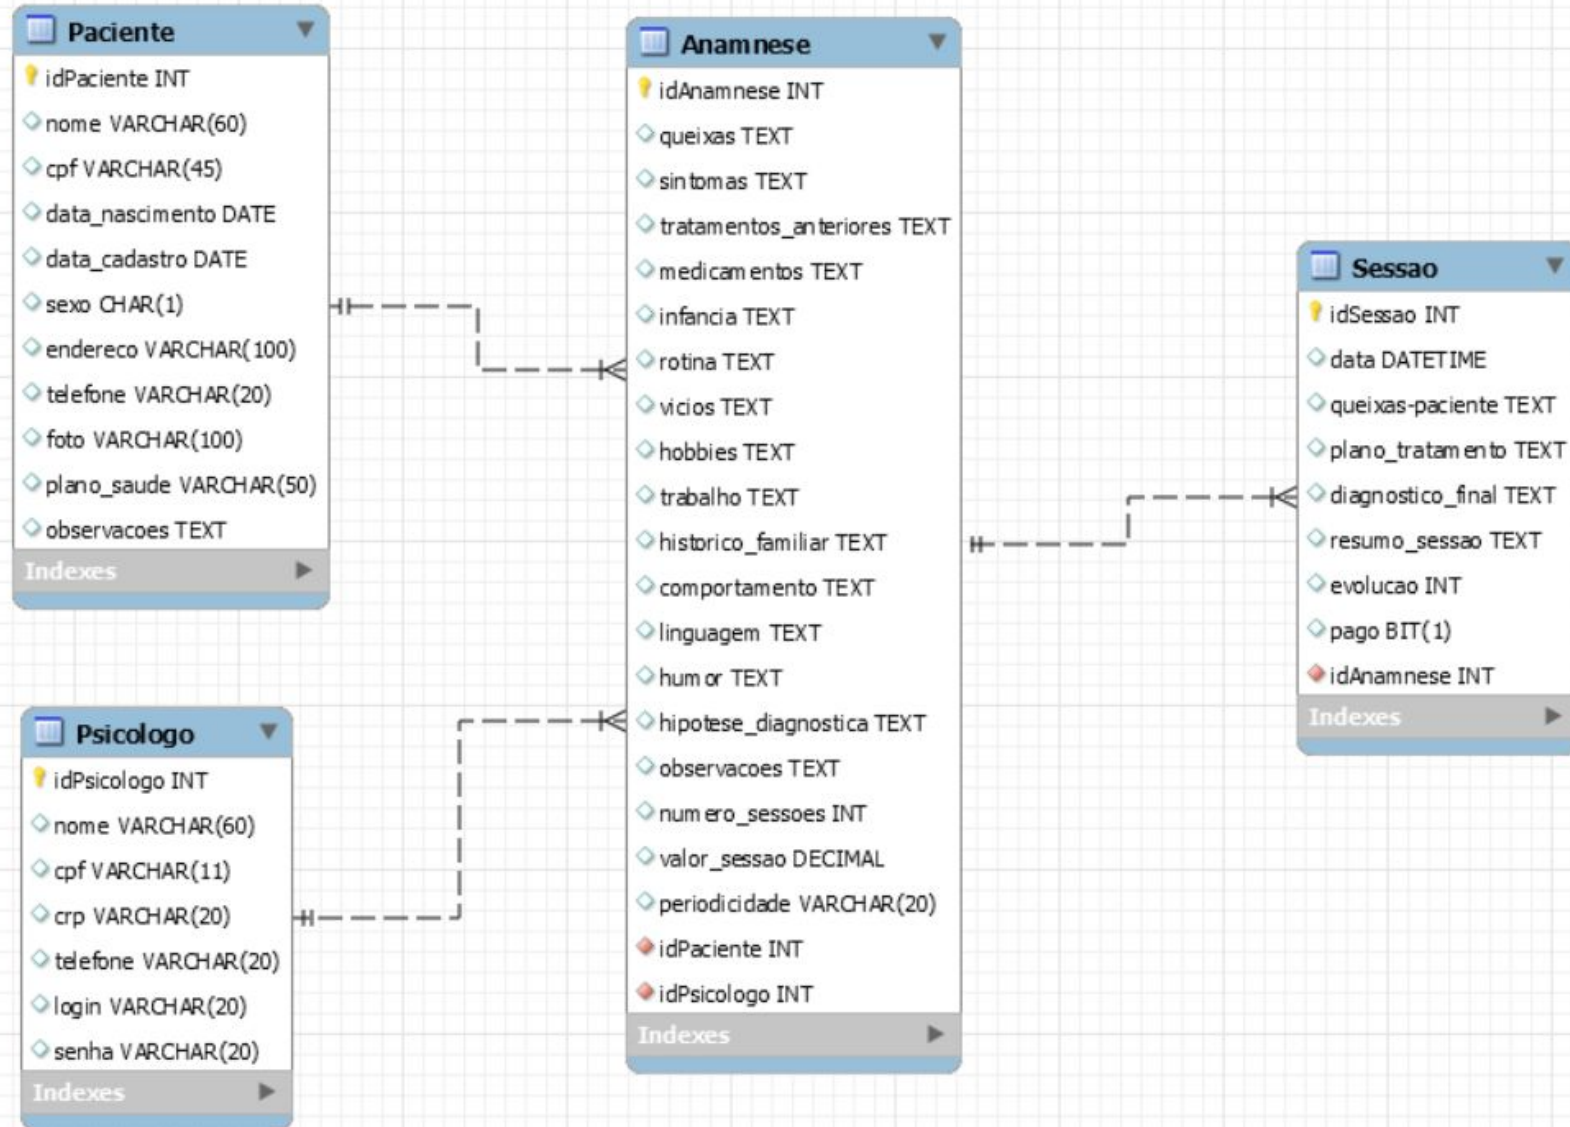 Paciente
idPaciente INT
nome VARCHAR(60)
cpf VARCHAR(45)
data_nascimento DATE
data_cadastro DATE
sexo CHAR(1)
endereco VARCHAR(100)
telefone VARCHAR(20)
foto VARCHAR(100)
plano_saude VARCHAR(50)
observacoes TEXT
Indexes
Psicologo
idPsicologo INT
nome VARCHAR(60)
cpf VARCHAR(11)
crp VARCHAR(20)
telefone VARCHAR(20)
login VARCHAR(20)
senha VARCHAR(20)
Indexes
Anamnese
idAnamnese INT
queixas TEXT
sintomas TEXT
tratamentos_anteriores TEXT
medicamentos TEXT
infancia TEXT
rotina TEXT
vicios TEXT
hobbies TEXT
trabalho TEXT
historico_familiar TEXT
comportamento TEXT
linguagem TEXT
humor TEXT
hipotese_diagnostica TEXT
observacoes TEXT
numero_sessoes INT
valor_sessao DECIMAL
periodicidade VARCHAR(20)
idPaciente INT
idPsicologo INT
Indexes
Sessao
idSessao INT
data DATETIME
queixas-paciente TEXT
plano_tratamento TEXT
diagnostico_final TEXT
resumo_sessao TEXT
evolucao INT
pago BIT(1)
idAnamnese INT
Indexes